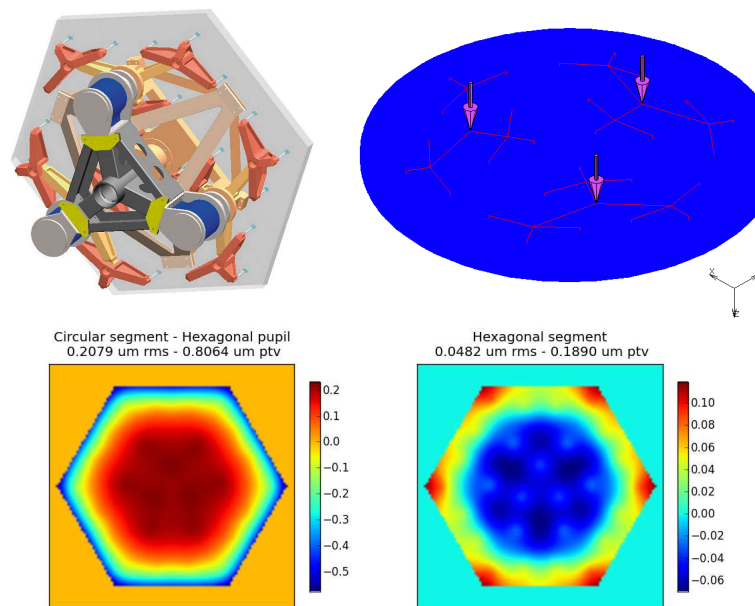 X
Z
Circular segment - Hexagonal pupil
0.2079 um rms - 0.8064 um ptv
0.2
0.1
0.0
−0.1
−0.2
−0.3
−0.4
−0.5
Hexagonal segment
0.0482 um rms - 0.1890 um ptv
0.10
0.08
0.06
0.04
0.02
0.00
−0.02
−0.04
−0.06